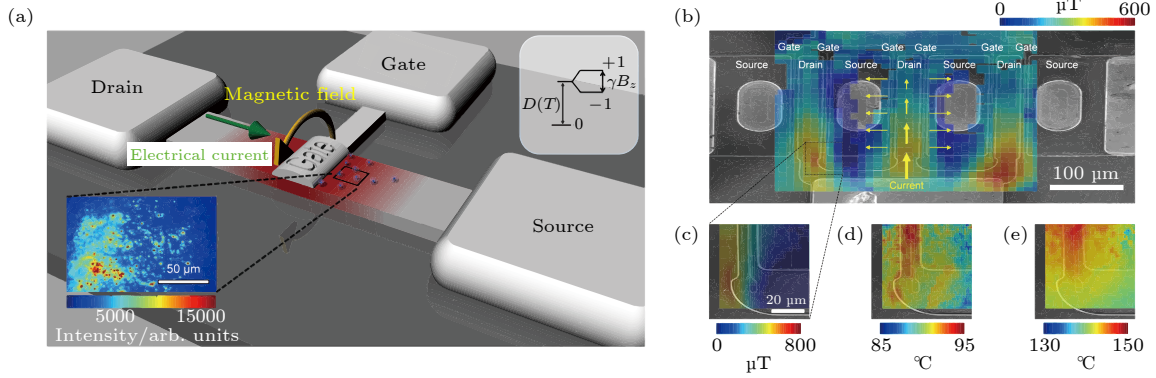 (a)
Drain
Gate
Magnetic field
Electrical current
Source
+1
γB_z
−1
D(T)
0
50 µm
5000 15000
Intensity/arb. units
(b)
0 µT 600
Gate Gate Gate Gate Gate Gate
Source Drain Source Drain Source Drain Source
Current
100 µm
(c)
20 µm
0 800
µT
(d)
85 95
℃
(e)
130 150
℃